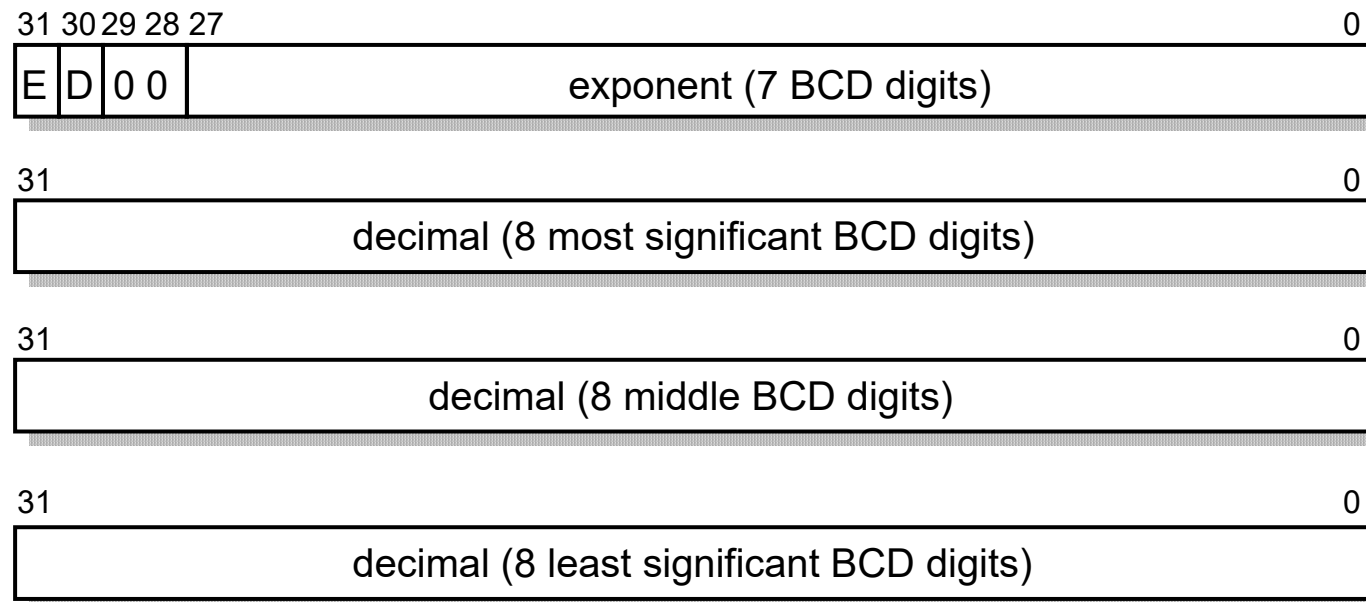 31 30 29 28 27 0
E D 0 0 exponent (7 BCD digits)
31 0
decimal (8 most significant BCD digits)
31 0
decimal (8 middle BCD digits)
31 0
decimal (8 least significant BCD digits)